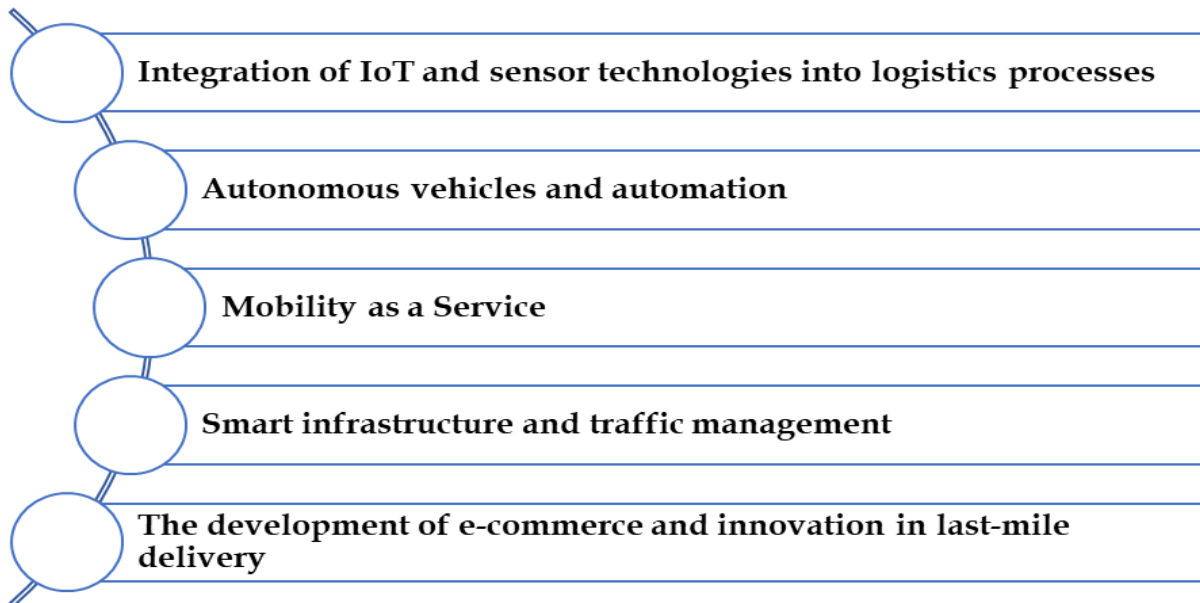 Integration of IoT and sensor technologies into logistics processes
Autonomous vehicles and automation
Mobility as a Service
Smart infrastructure and traffic management
The development of e-commerce and innovation in last-mile
delivery